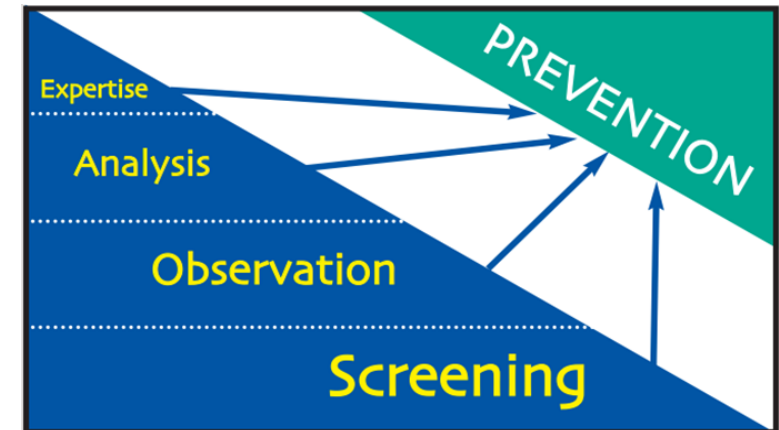 PREVENTION
Expertise
Analysis
Observation
Screening